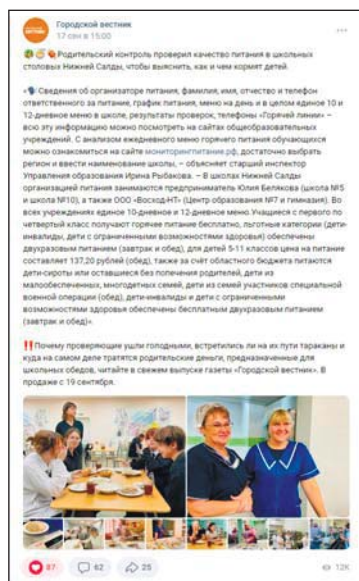 Городской вестник
17 сен в 15:00
Родительский контроль проверил качество питания в школьных
столовых Нижней Салды, чтобы выяснить, как и чем кормят детей.
«🗣Сведения об организаторе питания, фамилия, имя, отчество и телефон
ответственного за питание, график питания, меню на день и в целом единое 10 и
12-дневное меню в школе, результаты проверок, телефоны «Горячей линии» –
всю эту информацию можно посмотреть на сайтах общеобразовательных
учреждений. С анализом ежедневного меню горячего питания обучающихся
можно ознакомиться на сайте мониторингпитание.рф, достаточно выбрать
регион и ввести наименование школы, – объясняет старший инспектор
Управления образования Ирина Рыбакова. – В школах Нижней Салды
организацией питания занимаются предприниматель Юлия Белякова (школа №5
и школа №10), а также ООО «Восход-НТ» (Центр образования №7 и гимназия). Во
всех учреждениях единое 10-дневное и 12-дневное меню.Учащиеся с первого по
четвертый класс получают горячее питание бесплатно, льготные категории (дети-
инвалиды, дети с ограниченными возможностями здоровья) обеспечены
двухразовым питанием (завтрак и обед), для детей 5-11 классов цена на питание
составляет 137,20 рублей (обед), также за счёт областного бюджета питаются
дети-сироты или оставшиеся без попечения родителей, дети из
малообеспеченных, многодетных семей, дети из семей участников специальной
военной операции (обед), дети-инвалиды и дети с ограниченными
возможностями здоровья обеспечены бесплатным двухразовым питанием
(завтрак и обед)».
‼Почему проверяющие ушли голодными, встретились ли на их пути тараканы и
куда на самом деле тратятся родительские деньги, предназначенные для
школьных обедов, читайте в свежем выпуске газеты «Городской вестник». В
продаже с 19 сентября.
87 62 25 12K